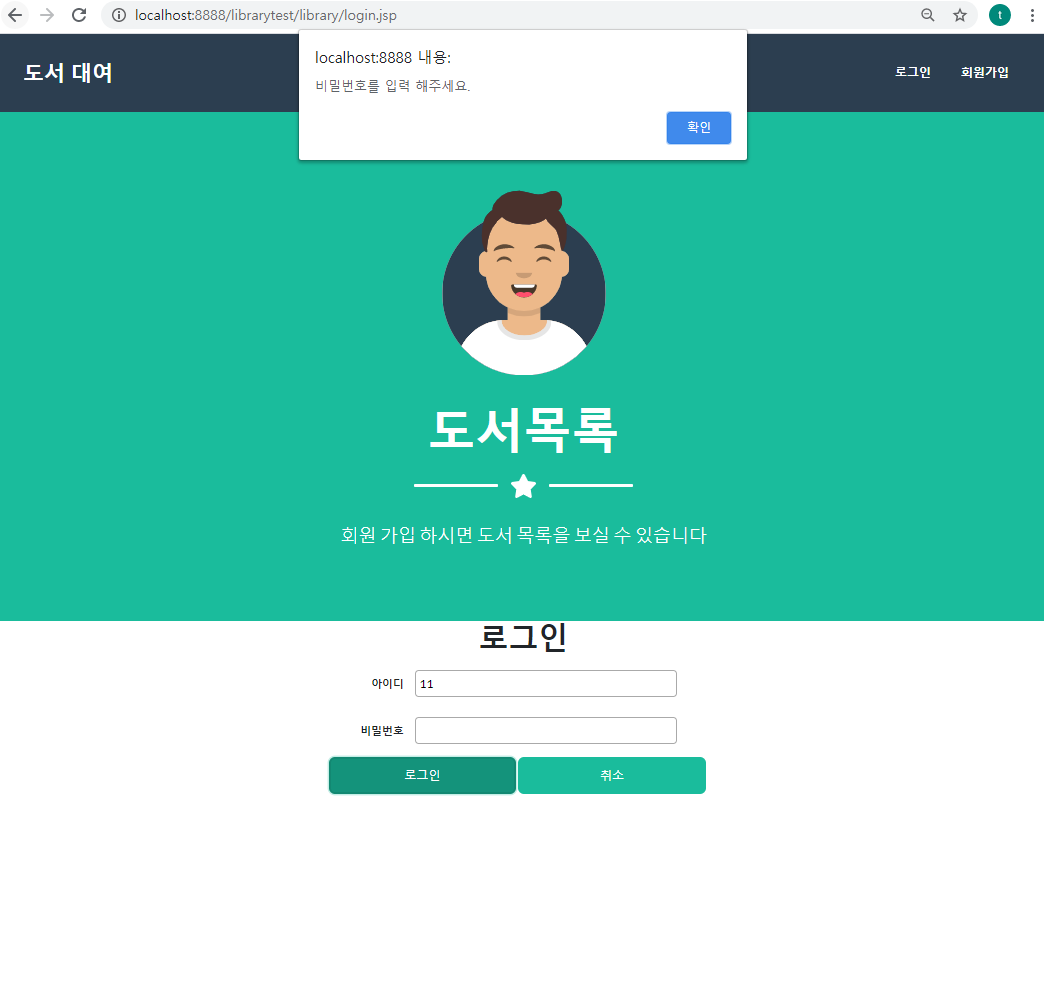 localhost:8888/librarytest/library/login.jsp
t
localhost:8888 내용:
비밀번호를 입력 해주세요.
확인
도서 대여
로그인 회원가입
도서목록
회원 가입 하시면 도서 목록을 보실 수 있습니다
로그인
아이디 11
비밀번호
로그인 취소